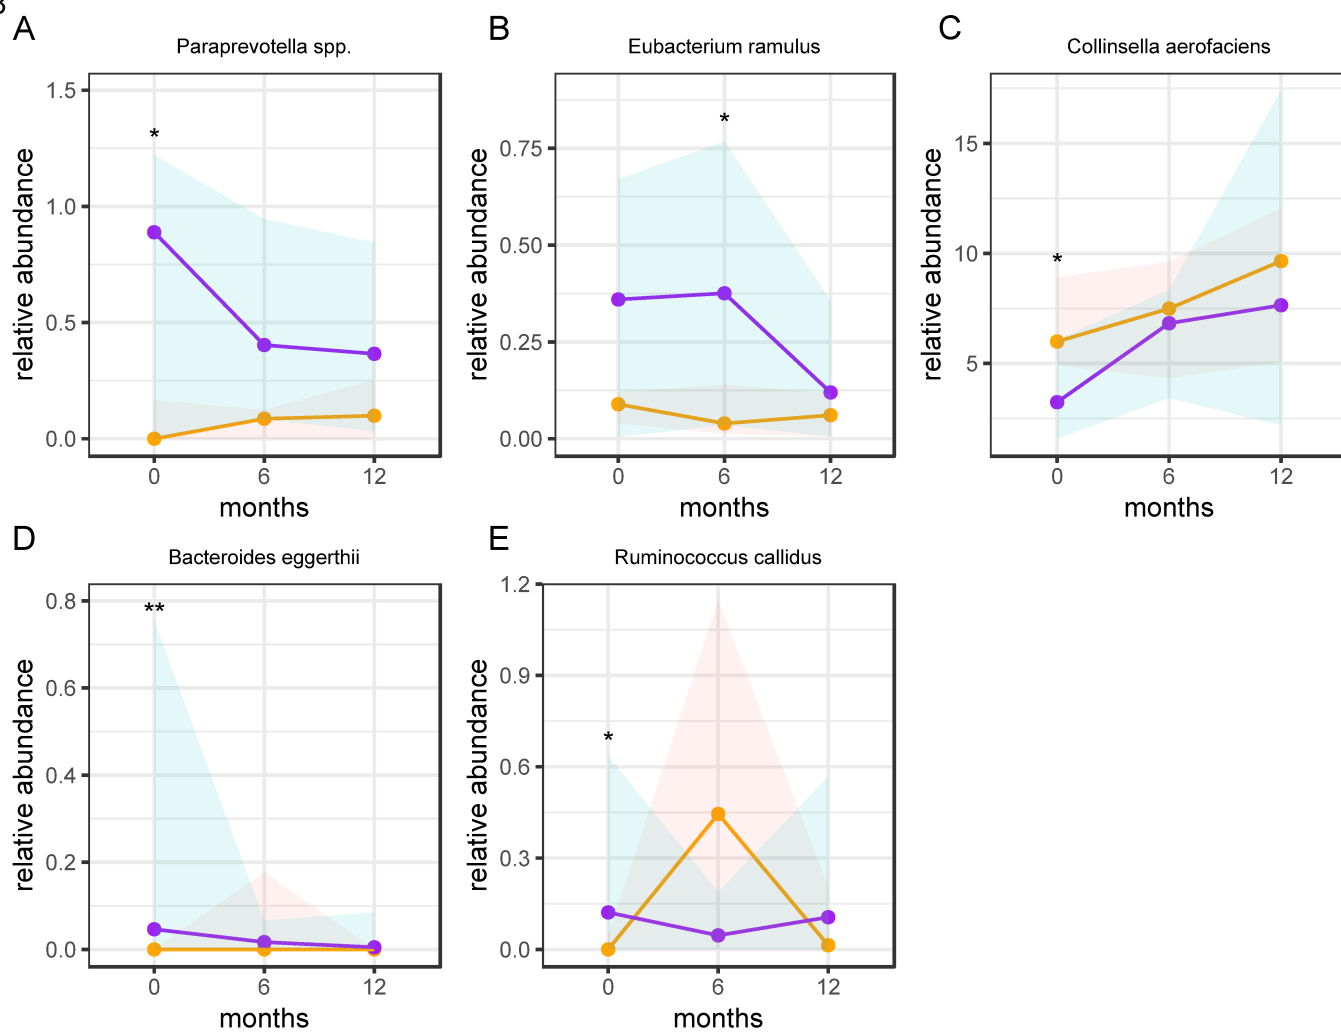 A
Paraprevotella spp.
1.5
1.0
0.5
0.0
relative abundance
*
0 6 12
months
B
Eubacterium ramulus
0.75
0.50
0.25
0.00
relative abundance
*
0 6 12
months
C
Collinsella aerofaciens
15
10
5
relative abundance
*
0 6 12
months
D
Bacteroides eggerthii
0.8
0.6
0.4
0.2
0.0
relative abundance
**
0 6 12
months
E
Ruminococcus callidus
1.2
0.9
0.6
0.3
0.0
relative abundance
*
0 6 12
months